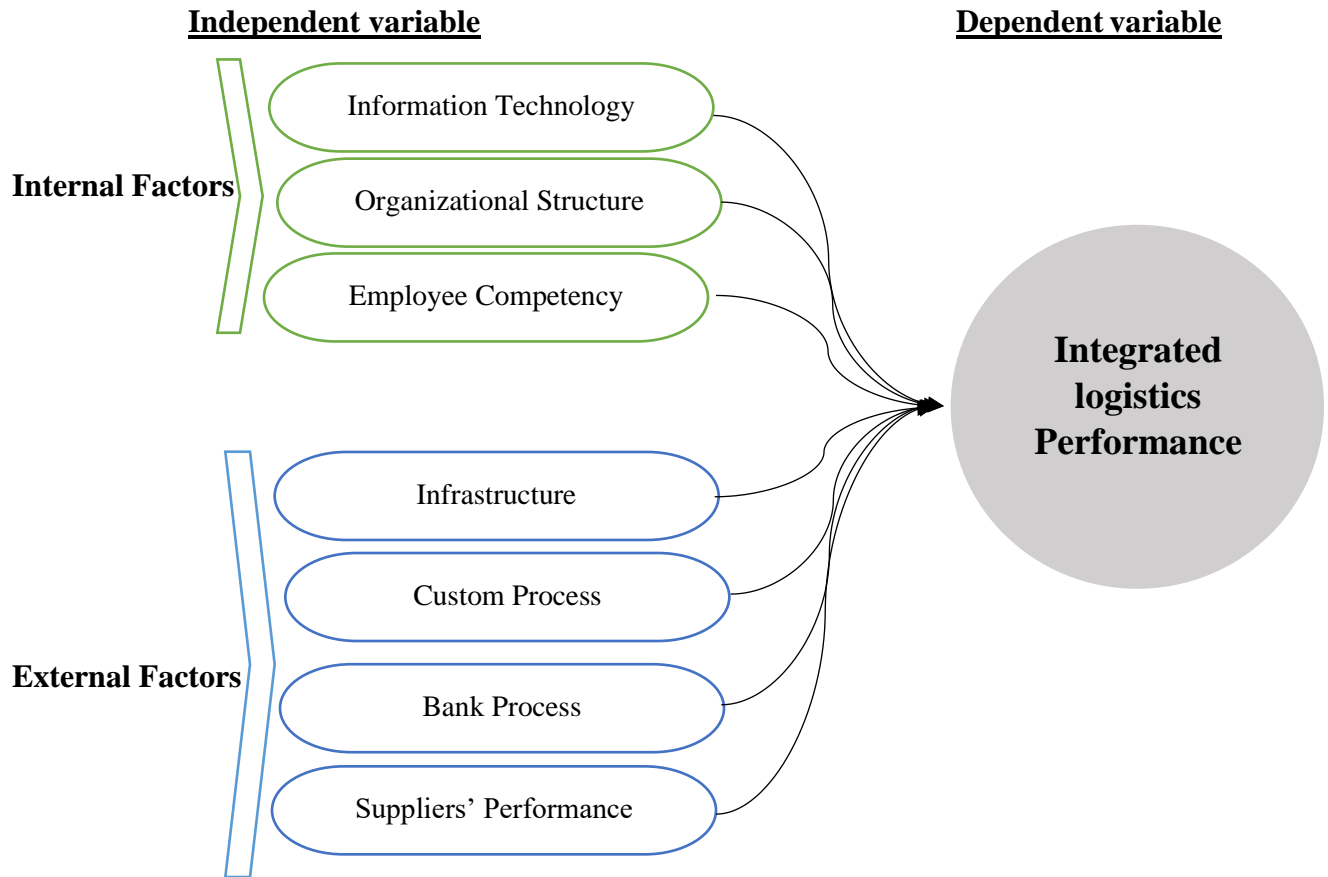 Independent variable
Dependent variable
Information Technology
Internal Factors
Organizational Structure
Employee Competency
Integrated
logistics
Performance
Infrastructure
Custom Process
External Factors
Bank Process
Suppliers’ Performance